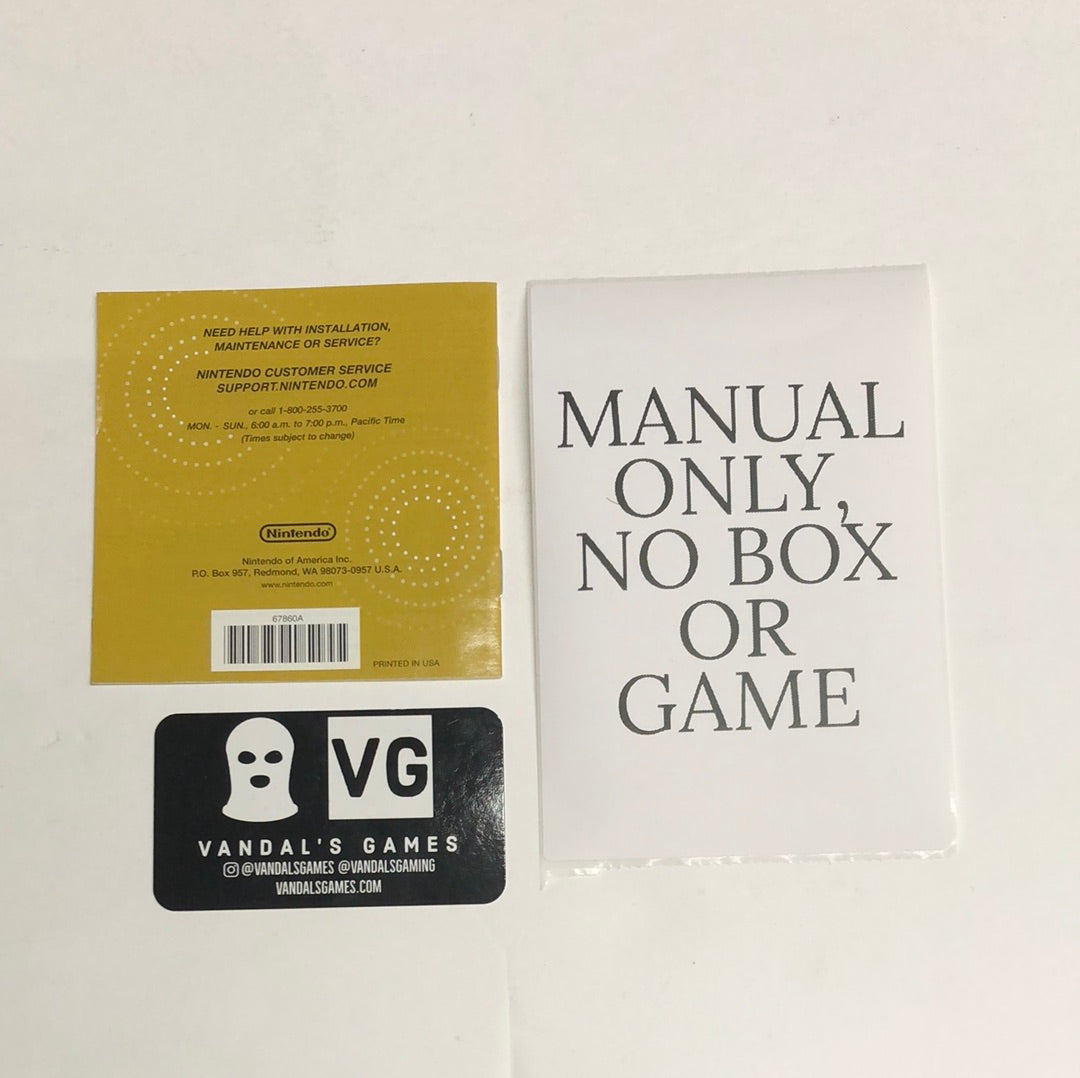 NEED HELP WITH INSTALLATION,
MAINTENANCE OR SERVICE?
NINTENDO CUSTOMER SERVICE
SUPPORT.NINTENDO.COM
or call 1-800-255-3700
MON. - SUN., 6:00 a.m. to 7:00 p.m., Pacific Time
(Times subject to change)
Nintendo
Nintendo of America Inc.
P.O. Box 957, Redmond, WA 98073-0957 U.S.A.
www.nintendo.com
67860A
PRINTED IN USA
VG
VANDAL'S GAMES
@VANDALSGAMES @VANDALSGAMING
VANDALSGAMES.COM
MANUAL
ONLY,
NO BOX
OR
GAME